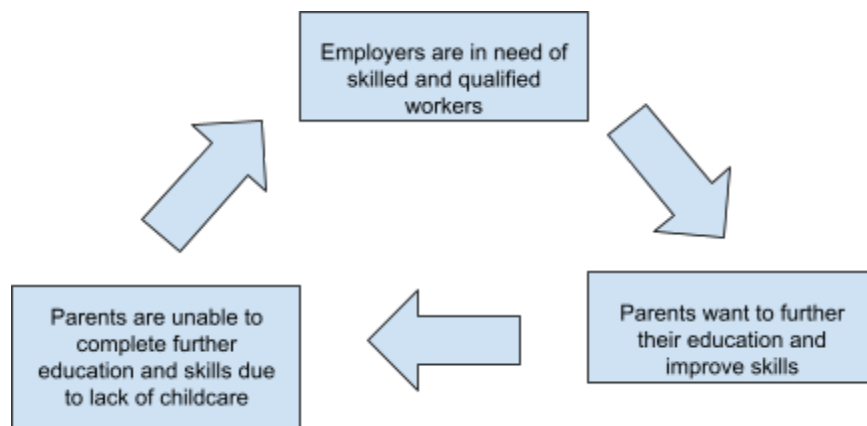 Employers are in need of
skilled and qualified
workers
Parents want to further
their education and
improve skills
Parents are unable to
complete further
education and skills due
to lack of childcare